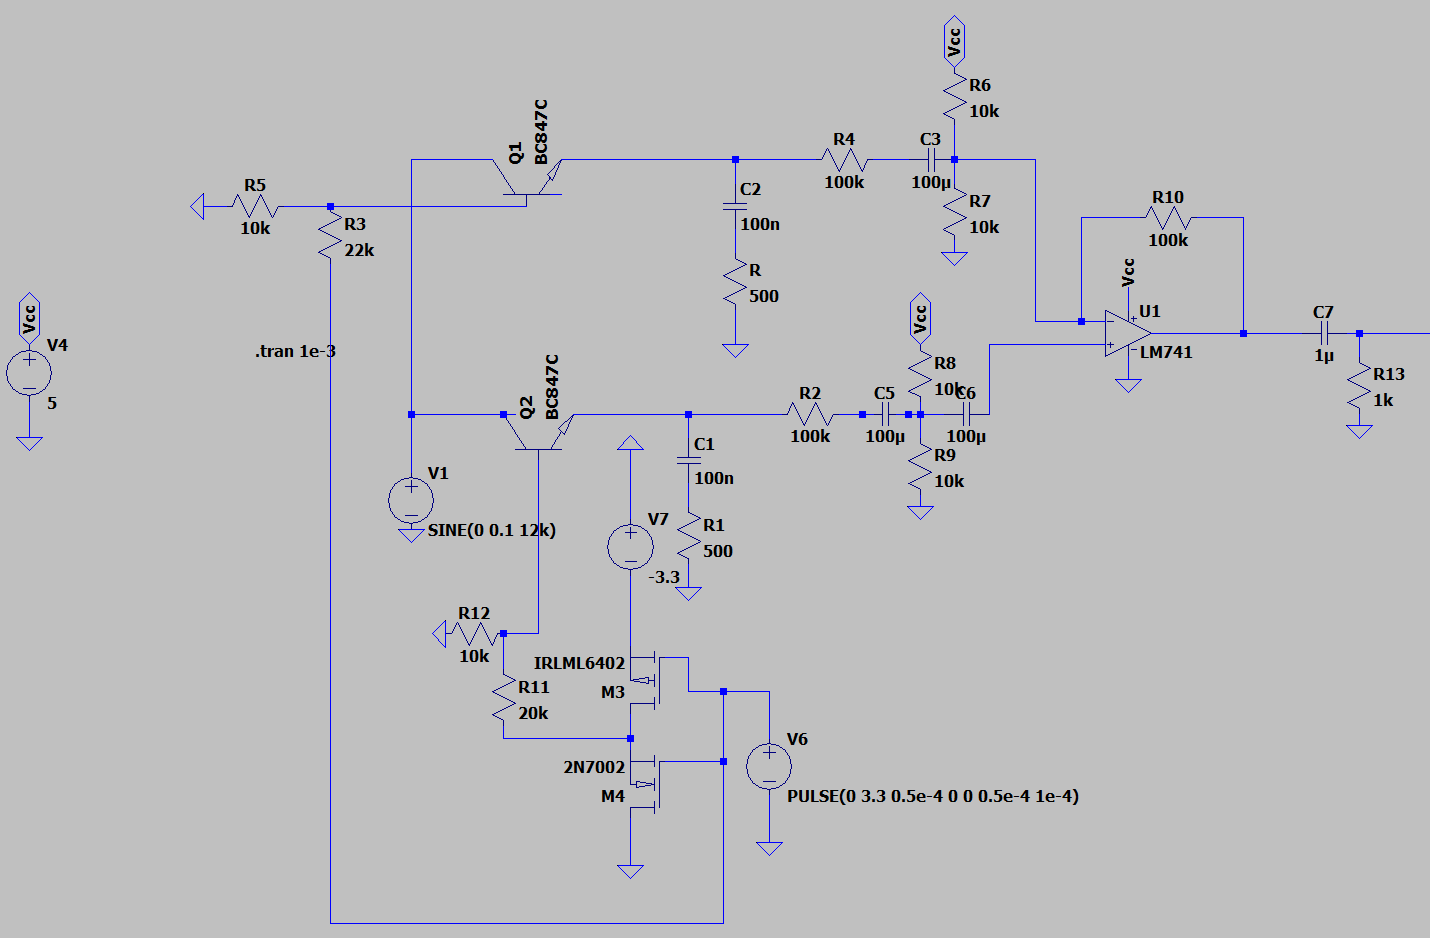 Vcc
R6
10k
Q1
BC847C
R4
100k
C3
100µ
C2
100n
R5
10k
R3
22k
R7
10k
R10
100k
R
500
Vcc
V4
5
.tran 1e-3
Vcc
Vcc
+
U1
−
+
−
LM741
C7
1µ
R13
1k
Q2
BC847C
R8
10k
R2
100k
C5
100µ
C6
100µ
R9
10k
C1
100n
V1
SINE(0 0.1 12k)
V7
-3.3
R1
500
R12
10k
IRLML6402
M3
R11
20k
V6
2N7002
M4
PULSE(0 3.3 0.5e-4 0 0 0.5e-4 1e-4)